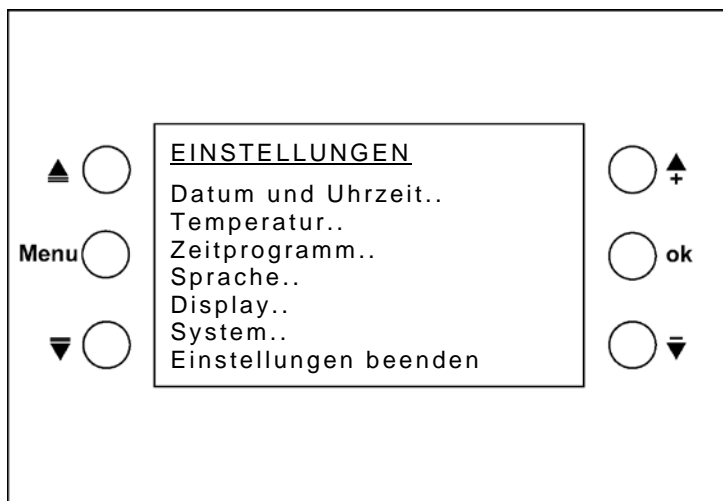 EINSTELLUNGEN
Datum und Uhrzeit..
Temperatur..
Menu
Zeitprogramm..
ok
Sprache..
Display..
System..
Einstellungen beenden